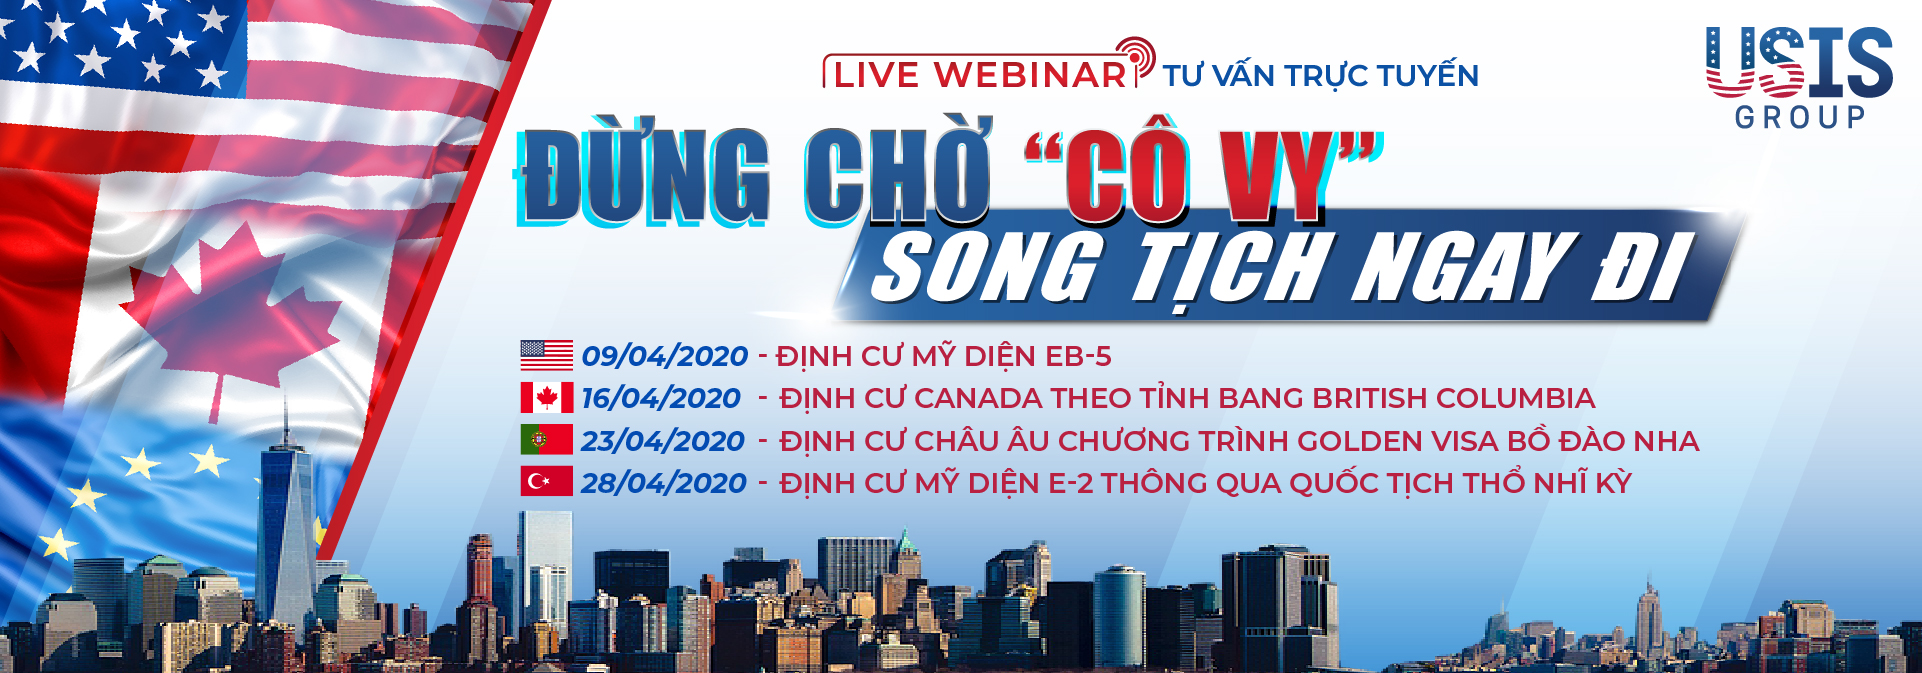 LIVE WEBINAR TƯ VẤN TRỰC TUYẾN
USIS
GROUP
ĐỪNG CHỜ “CÔ VY”
SONG TỊCH NGAY ĐI
09/04/2020 - ĐỊNH CƯ MỸ DIỆN EB-5
16/04/2020 - ĐỊNH CƯ CANADA THEO TỈNH BANG BRITISH COLUMBIA
23/04/2020 - ĐỊNH CƯ CHÂU ÂU CHƯƠNG TRÌNH GOLDEN VISA BỒ ĐÀO NHA
28/04/2020 - ĐỊNH CƯ MỸ DIỆN E-2 THÔNG QUA QUỐC TỊCH THỔ NHĨ KỲ